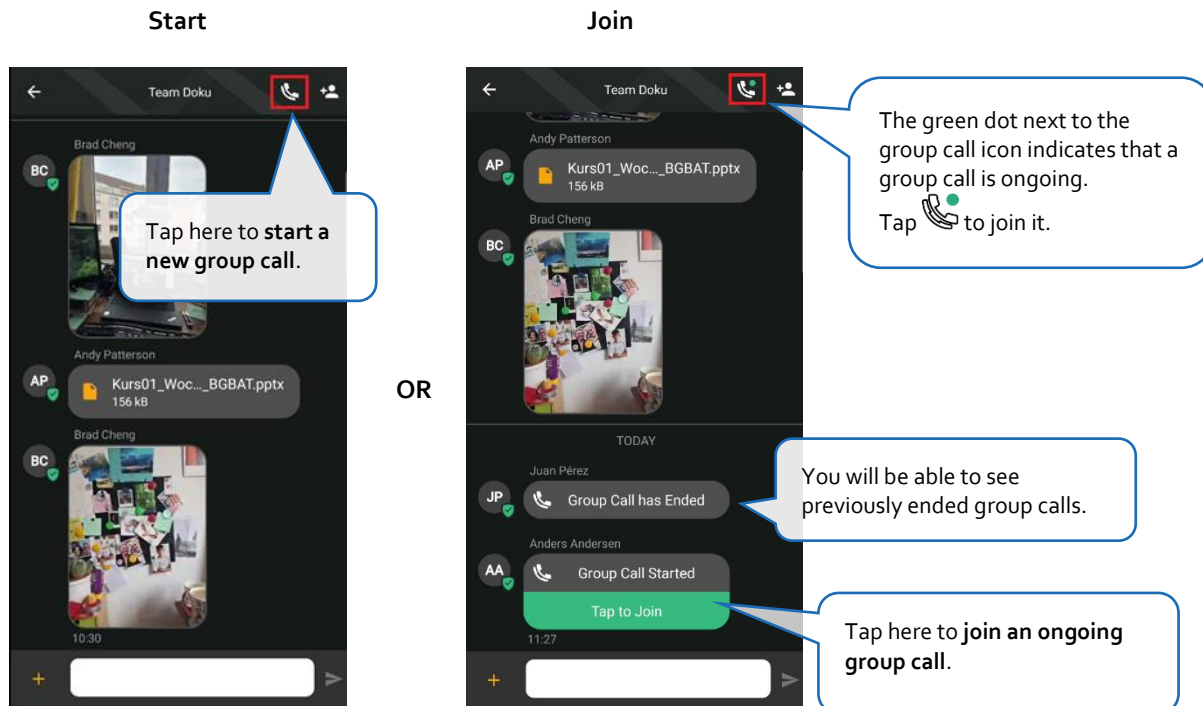 Start
Join
Team Doku
Brad Cheng
BC
Tap here to start a
new group call.
Andy Patterson
AP
Kurs01_Woc..._BGBAT.pptx
156 kB
Brad Cheng
BC
10:30
OR
Team Doku
Andy Patterson
AP
Kurs01_Woc..._BGBAT.pptx
156 kB
Brad Cheng
BC
TODAY
Juan Pérez
JP
Group Call has Ended
Anders Andersen
AA
Group Call Started
Tap to Join
11:27
The green dot next to the
group call icon indicates that a
group call is ongoing.
Tap to join it.
You will be able to see
previously ended group calls.
Tap here to join an ongoing
group call.